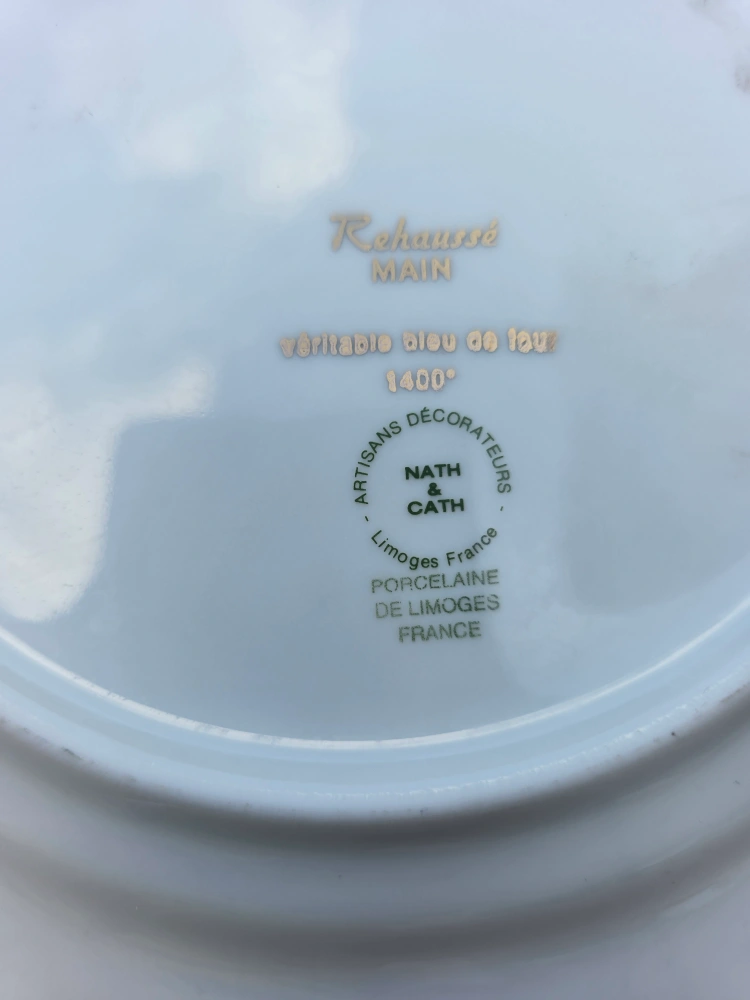 Rehaussé
MAIN
véritable bleu de four
1400°
- ARTISANS DÉCORATEURS -
NATH
&
CATH
Limoges France
PORCELAINE
DE LIMOGES
FRANCE